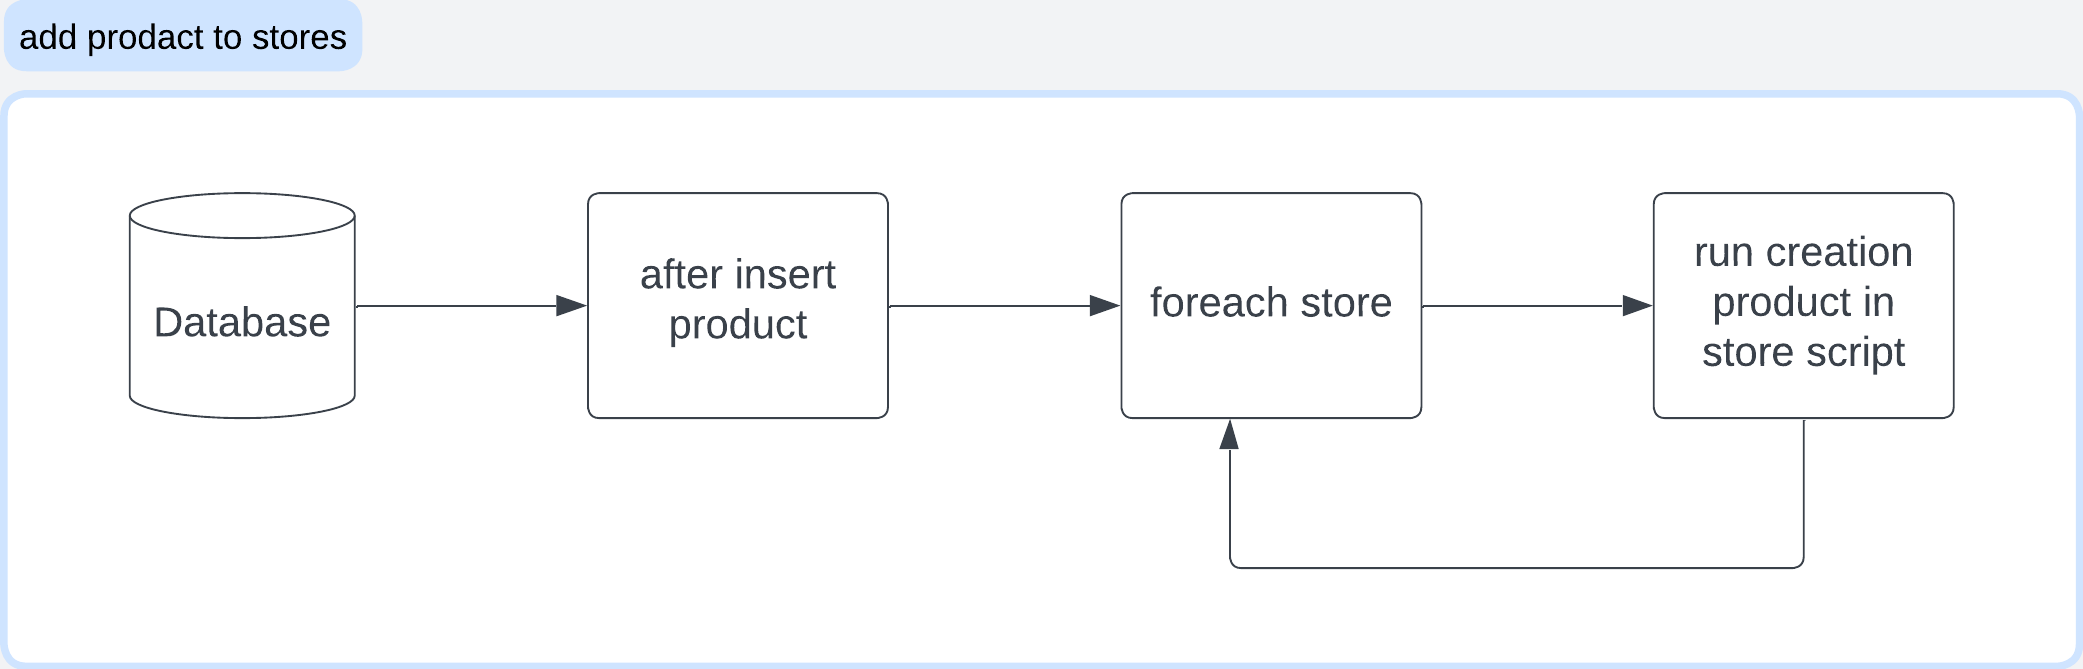 add prodact to stores
Database
after insert
product
foreach store
run creation
product in
store script